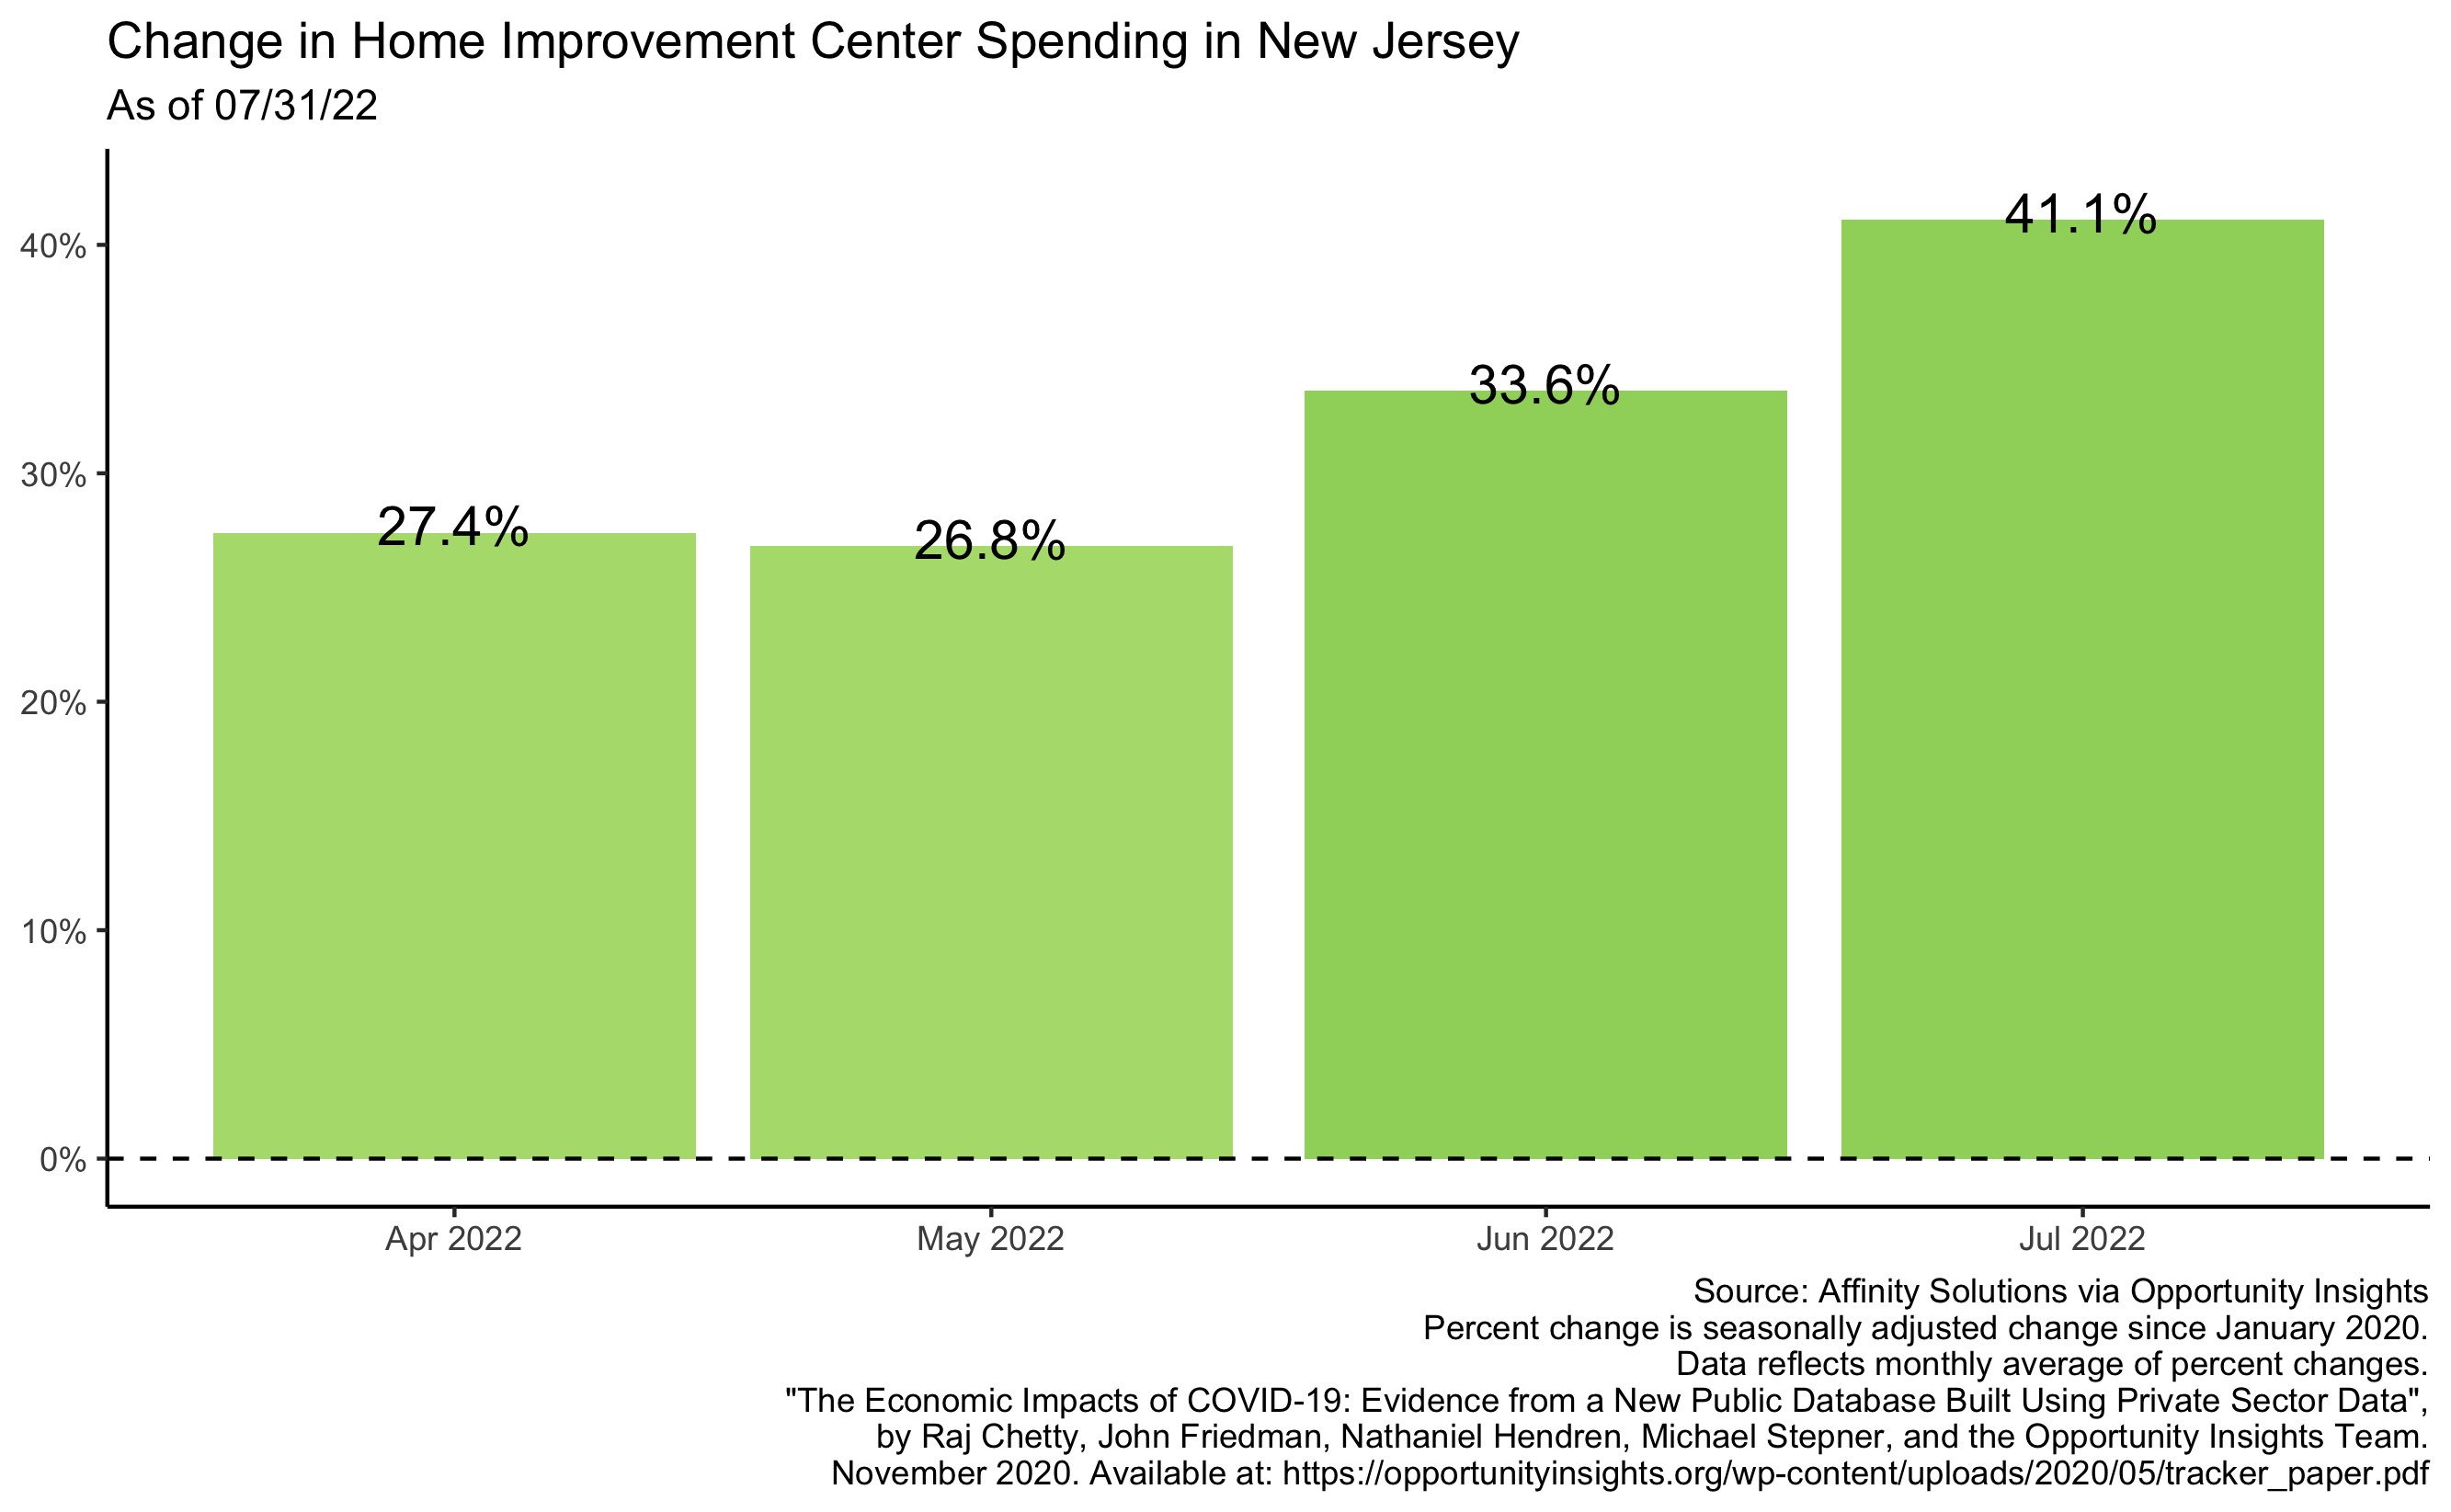 Change in Home Improvement Center Spending in New Jersey
As of 07/31/22
40%
30%
20%
10%
0%
27.4%
26.8%
33.6%
41.1%
Apr 2022
May 2022
Jun 2022
Jul 2022
Source: Affinity Solutions via Opportunity Insights
Percent change is seasonally adjusted change since January 2020.
Data reflects monthly average of percent changes.
"The Economic Impacts of COVID-19: Evidence from a New Public Database Built Using Private Sector Data",
by Raj Chetty, John Friedman, Nathaniel Hendren, Michael Stepner, and the Opportunity Insights Team.
November 2020. Available at: https://opportunityinsights.org/wp-content/uploads/2020/05/tracker_paper.pdf